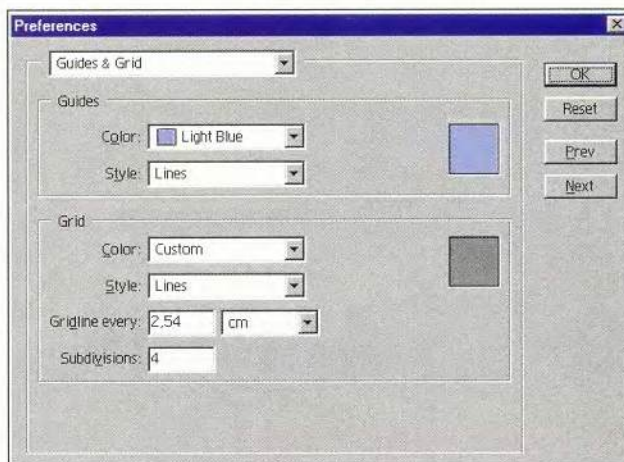 Preferences
Guides & Grid
OK
Reset
Prev
Next
Guides
Color: Light Blue
Style: Lines
Grid
Color: Custom
Style: Lines
Gridline every: 2,54 cm
Subdivisions: 4